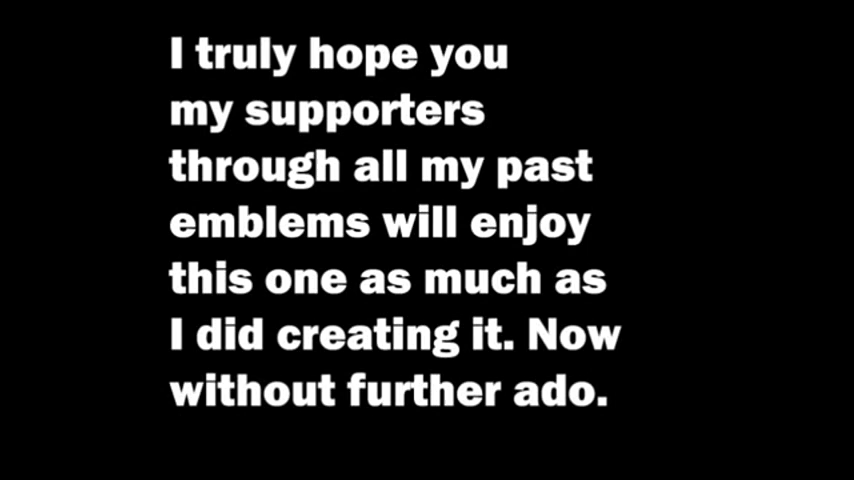 I truly hope you
my supporters
through all my past
emblems will enjoy
this one as much as
I did creating it. Now
without further ado.